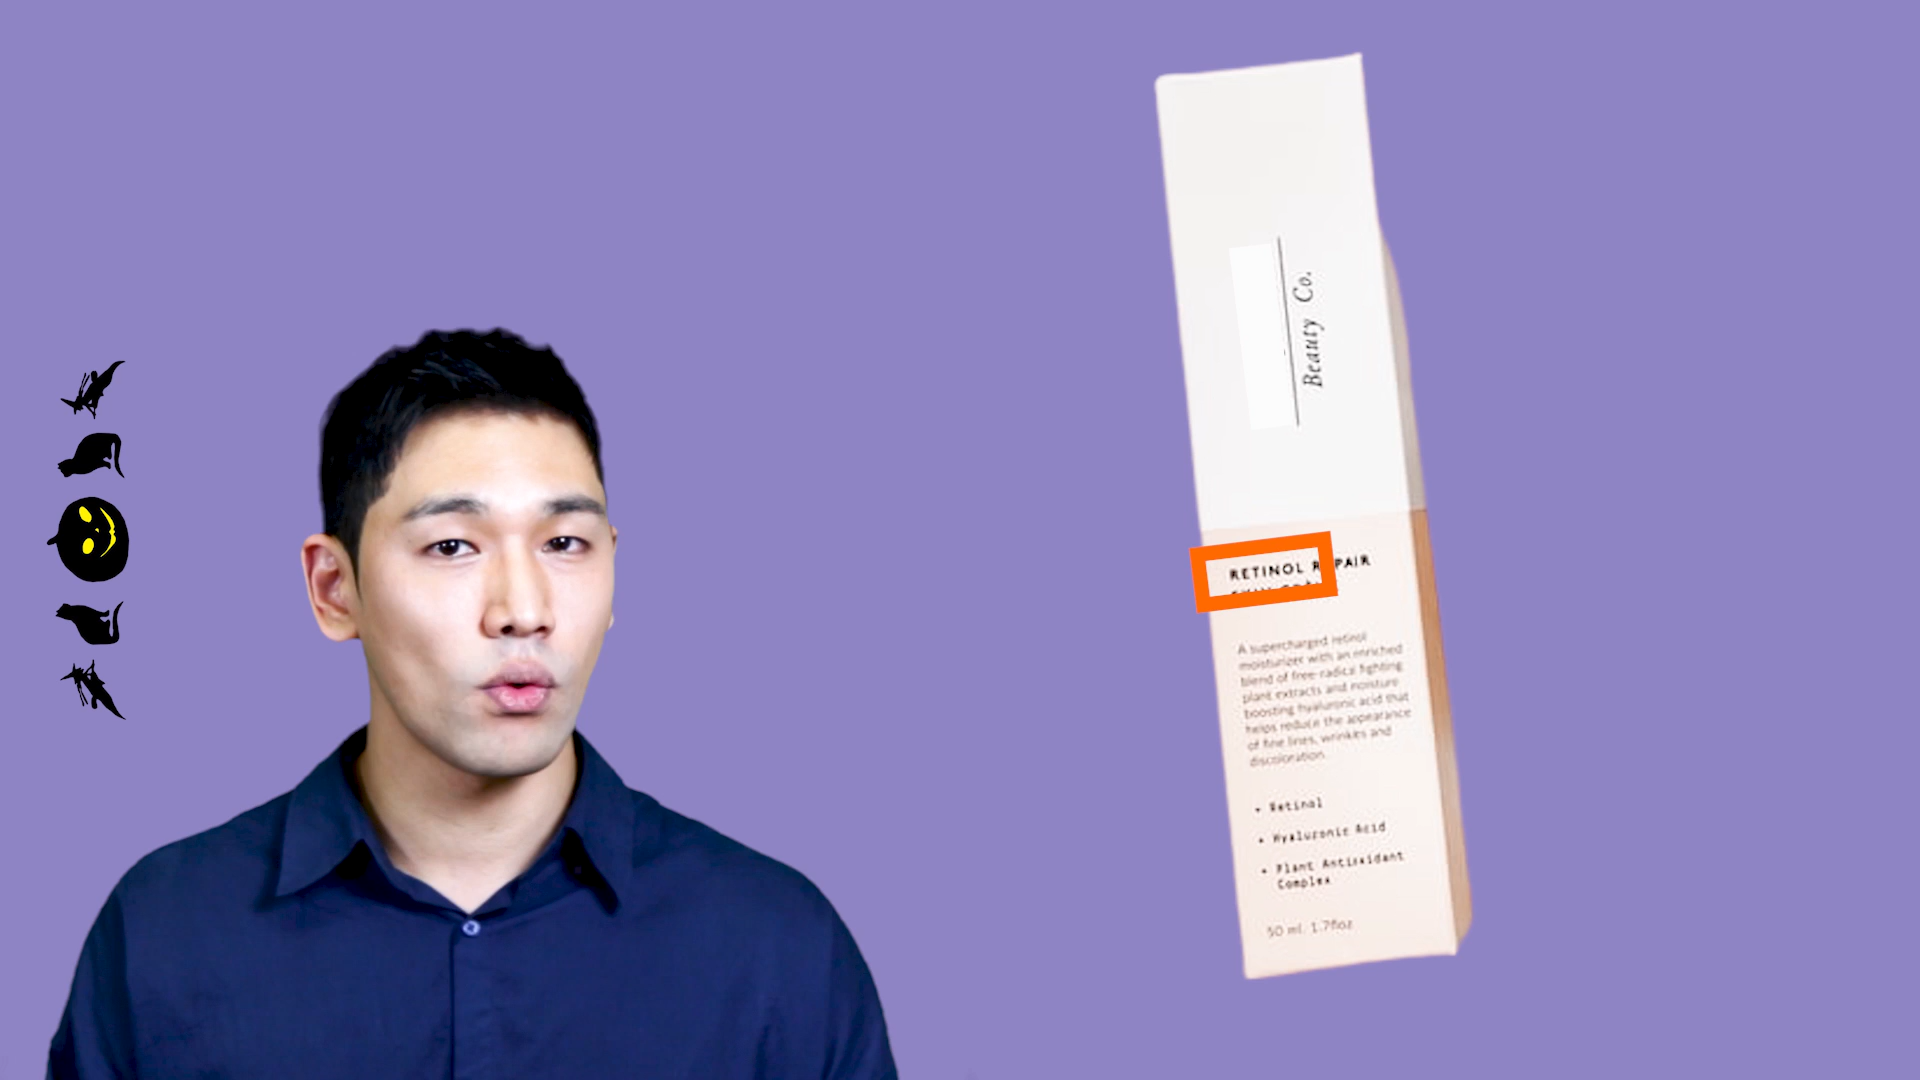 Beauty Co.
RETINOL REPAIR
A supercharged retinol
moisturizer with an enriched
blend of free-radical fighting
plant extracts and moisture
boosting hyaluronic acid that
helps reduce the appearance
of fine lines, wrinkles and
discoloration.
• Retinol
• Hyaluronic Acid
• Plant Antioxidant
Complex
50 ml. 1.7floz